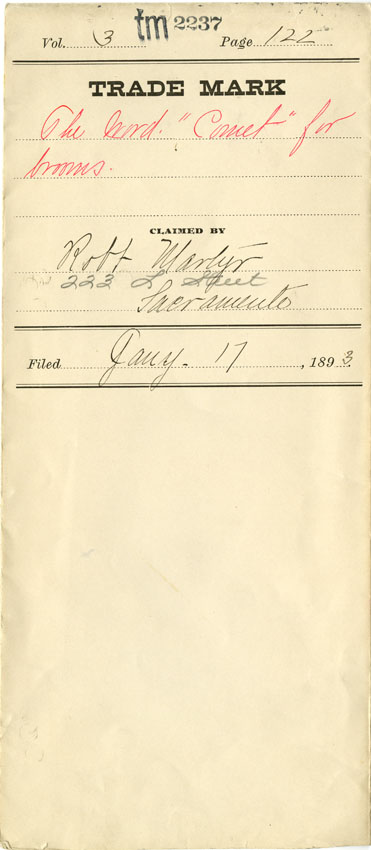 Vol. 3 tm 2237 Page 122
TRADE MARK
The word. "Comet" for
brooms.
CLAIMED BY
Robt Martyr
223 L Street
Sacramento
Filed Jany. 17, 1893.